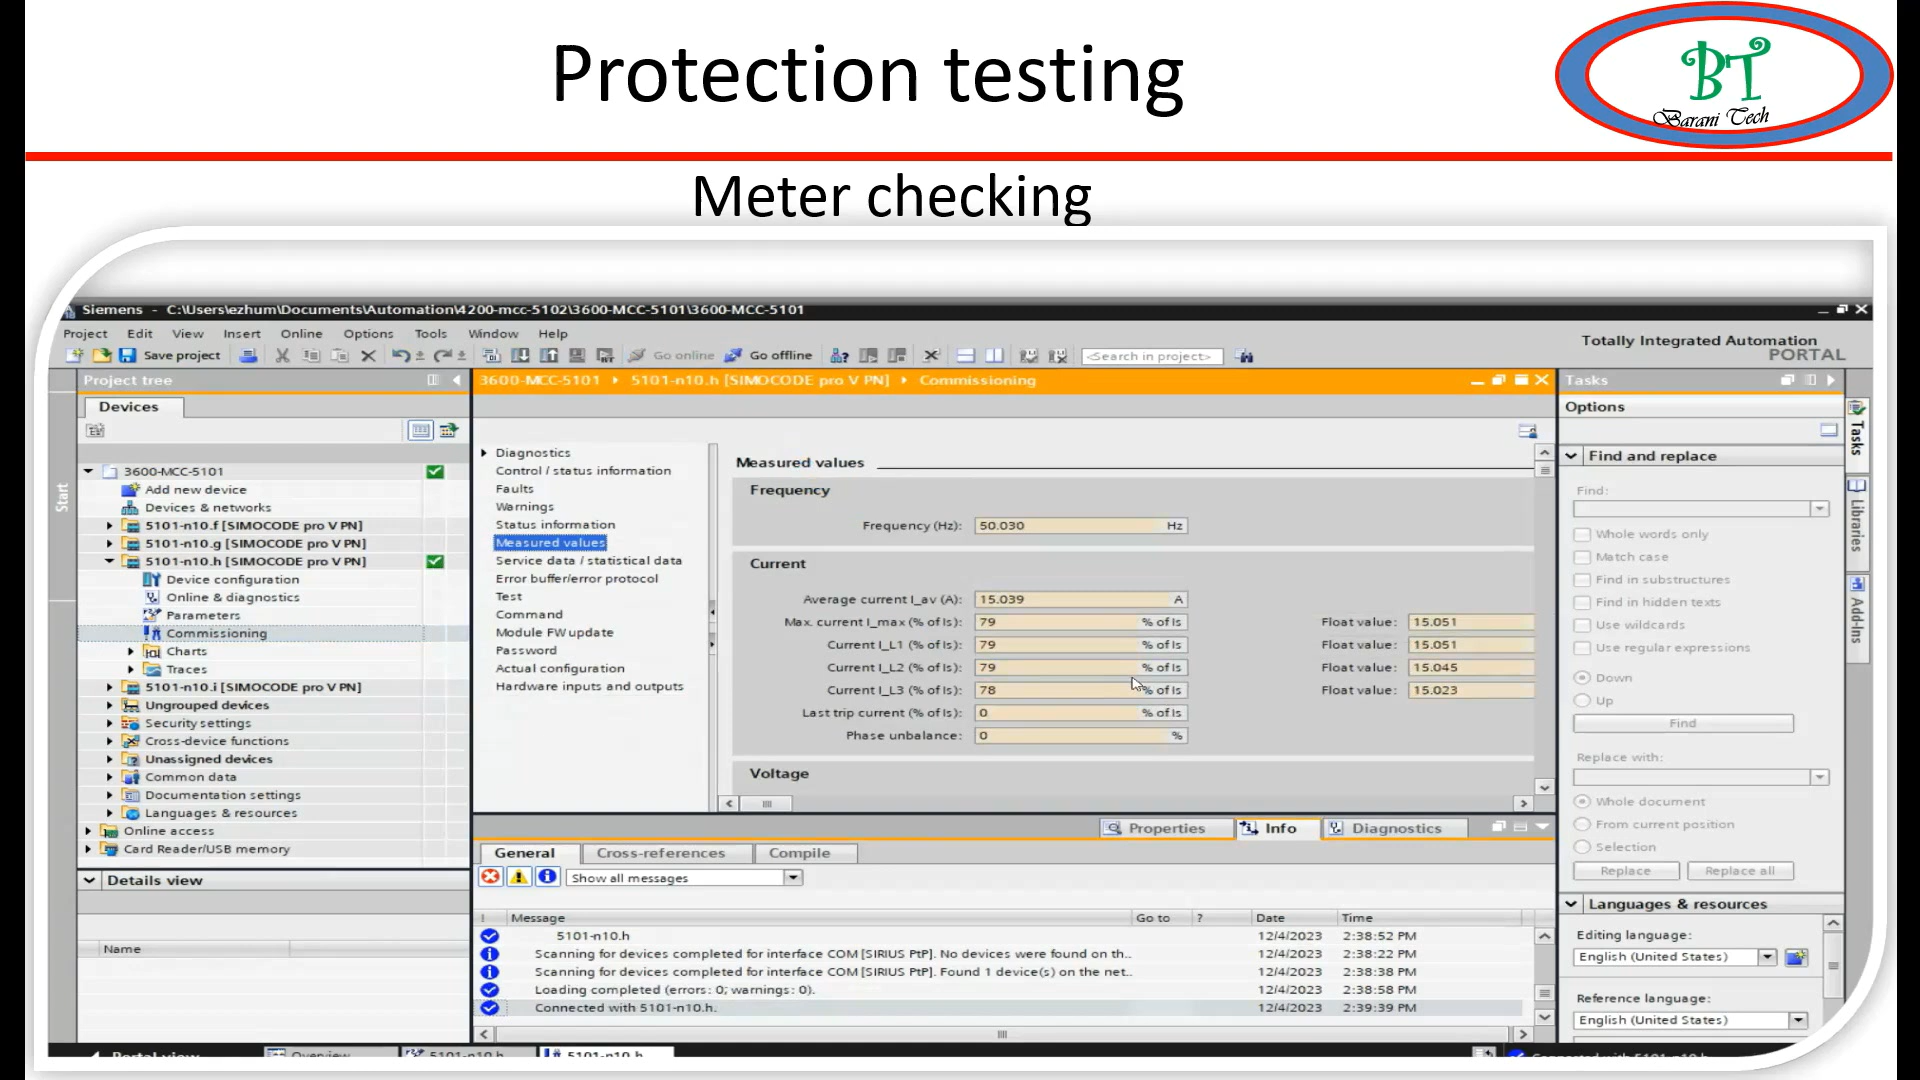 Protection testing
BT
Barani Tech
Meter checking
Siemens - C:\Users\ezhum\Documents\Automation\4200-mcc-5102\3600-MCC-5101\3600-MCC-5101
Project Edit View Insert Online Options Tools Window Help
Save project Go online Go offline <Search in project>
Totally Integrated Automation
PORTAL
Project tree
3600-MCC-5101 5101-n10.h [SIMOCODE pro V PN] Commissioning
Tasks
Devices
Options
Start
3600-MCC-5101
Add new device
Devices & networks
5101-n10.f [SIMOCODE pro V PN]
5101-n10.g [SIMOCODE pro V PN]
5101-n10.h [SIMOCODE pro V PN]
Device configuration
Online & diagnostics
Parameters
Commissioning
Charts
Traces
5101-n10.i [SIMOCODE pro V PN]
Ungrouped devices
Security settings
Cross-device functions
Unassigned devices
Common data
Documentation settings
Languages & resources
Online access
Card Reader/USB memory
Details view
Name
Diagnostics
Control / status information
Faults
Warnings
Status information
Measured values
Service data / statistical data
Error buffer/error protocol
Test
Command
Module FW update
Password
Actual configuration
Hardware inputs and outputs
Measured values
Frequency
Frequency (Hz): 50.030 Hz
Current
Average current I_av (A): 15.039 A
Max. current I_max (% of Is): 79 % of Is Float value: 15.051
Current I_L1 (% of Is): 79 % of Is Float value: 15.051
Current I_L2 (% of Is): 79 % of Is Float value: 15.045
Current I_L3 (% of Is): 78 % of Is Float value: 15.023
Last trip current (% of Is): 0 % of Is
Phase unbalance: 0 %
Voltage
Properties Info Diagnostics
General Cross-references Compile
Show all messages
! Message Go to ? Date Time
5101-n10.h 12/4/2023 2:38:52 PM
Scanning for devices completed for interface COM [SIRIUS PtP]. No devices were found on th.. 12/4/2023 2:38:22 PM
Scanning for devices completed for interface COM [SIRIUS PtP]. Found 1 device(s) on the net.. 12/4/2023 2:38:38 PM
Loading completed (errors: 0; warnings: 0). 12/4/2023 2:38:58 PM
Connected with 5101-n10.h. 12/4/2023 2:39:39 PM
Find and replace
Find:
Whole words only
Match case
Find in substructures
Find in hidden texts
Use wildcards
Use regular expressions
Down
Up
Find
Replace with:
Whole document
From current position
Selection
Replace Replace all
Languages & resources
Editing language:
English (United States)
Reference language:
English (United States)
Tasks
Libraries
Add-Ins
Portal view Overview 5101-n10.h 5101-n10.h Connected with 5101-n10.h